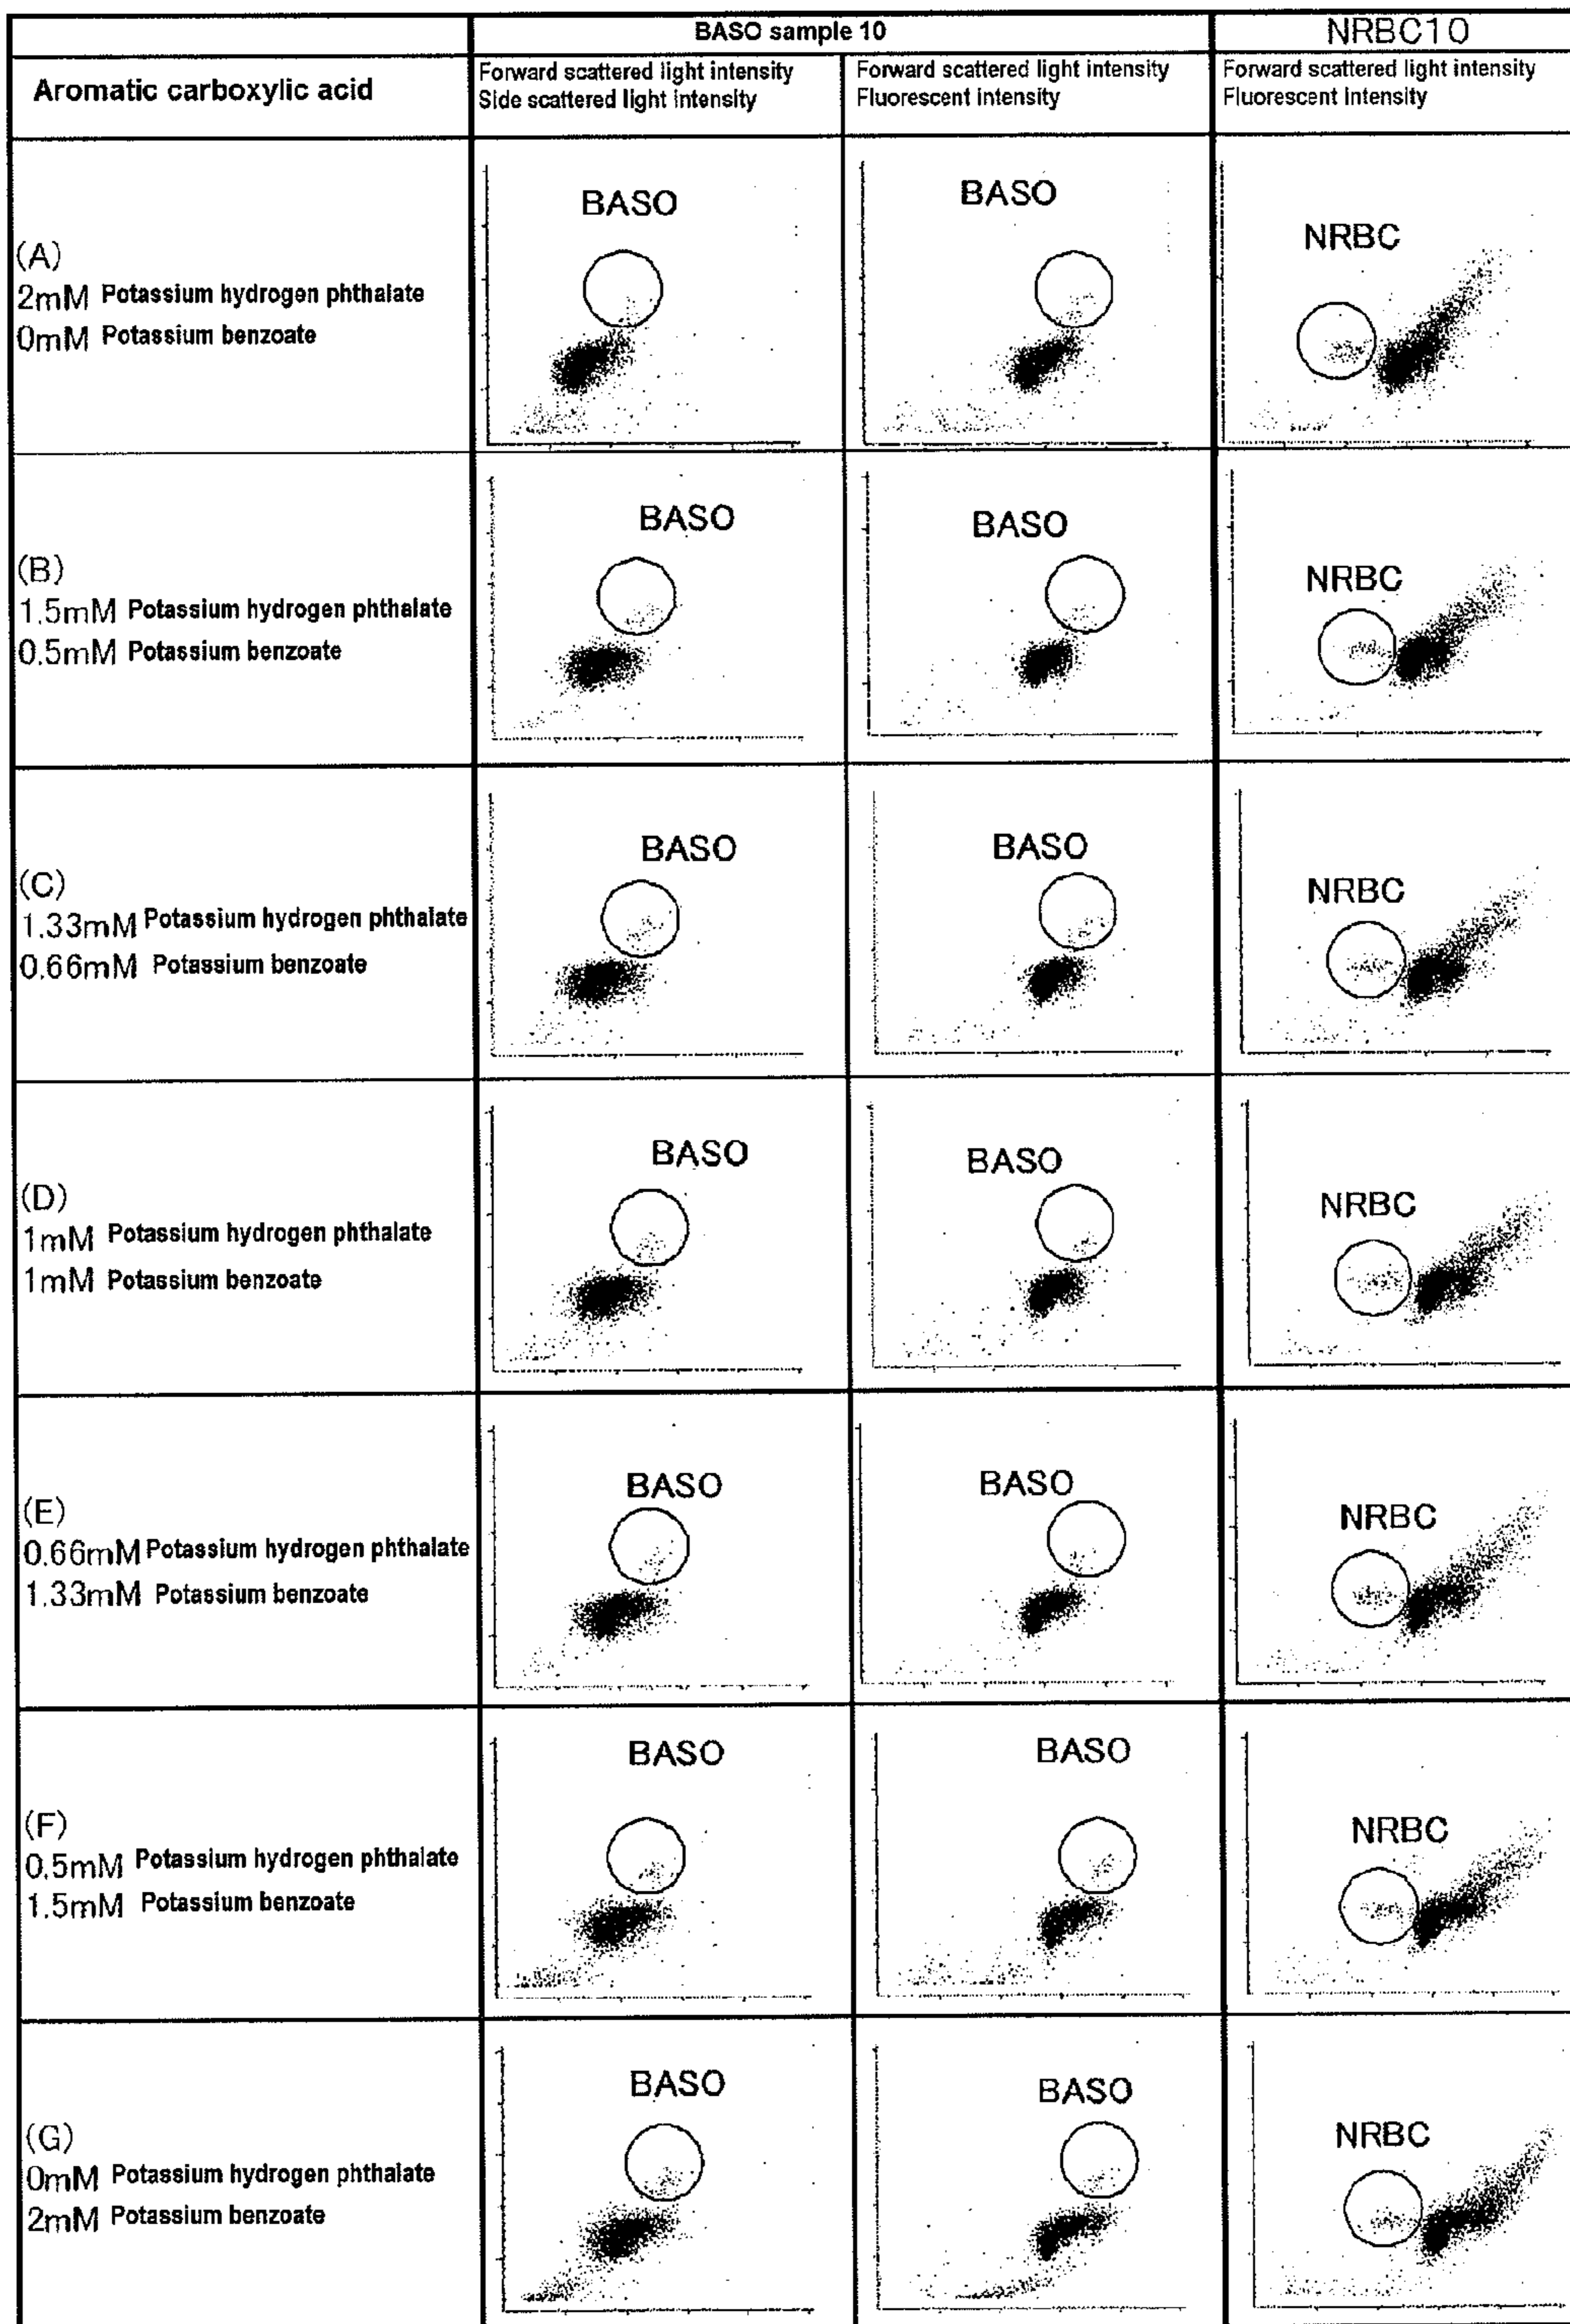 BASO sample 10
NRBC10
Aromatic carboxylic acid
Forward scattered light intensity
Side scattered light intensity
Forward scattered light intensity
Fluorescent intensity
Forward scattered light intensity
Fluorescent intensity
(A)
2mM Potassium hydrogen phthalate
0mM Potassium benzoate
BASO
BASO
NRBC
(B)
1.5mM Potassium hydrogen phthalate
0.5mM Potassium benzoate
BASO
BASO
NRBC
(C)
1.33mM Potassium hydrogen phthalate
0.66mM Potassium benzoate
BASO
BASO
NRBC
(D)
1mM Potassium hydrogen phthalate
1mM Potassium benzoate
BASO
BASO
NRBC
(E)
0.66mM Potassium hydrogen phthalate
1.33mM Potassium benzoate
BASO
BASO
NRBC
(F)
0.5mM Potassium hydrogen phthalate
1.5mM Potassium benzoate
BASO
BASO
NRBC
(G)
0mM Potassium hydrogen phthalate
2mM Potassium benzoate
BASO
BASO
NRBC